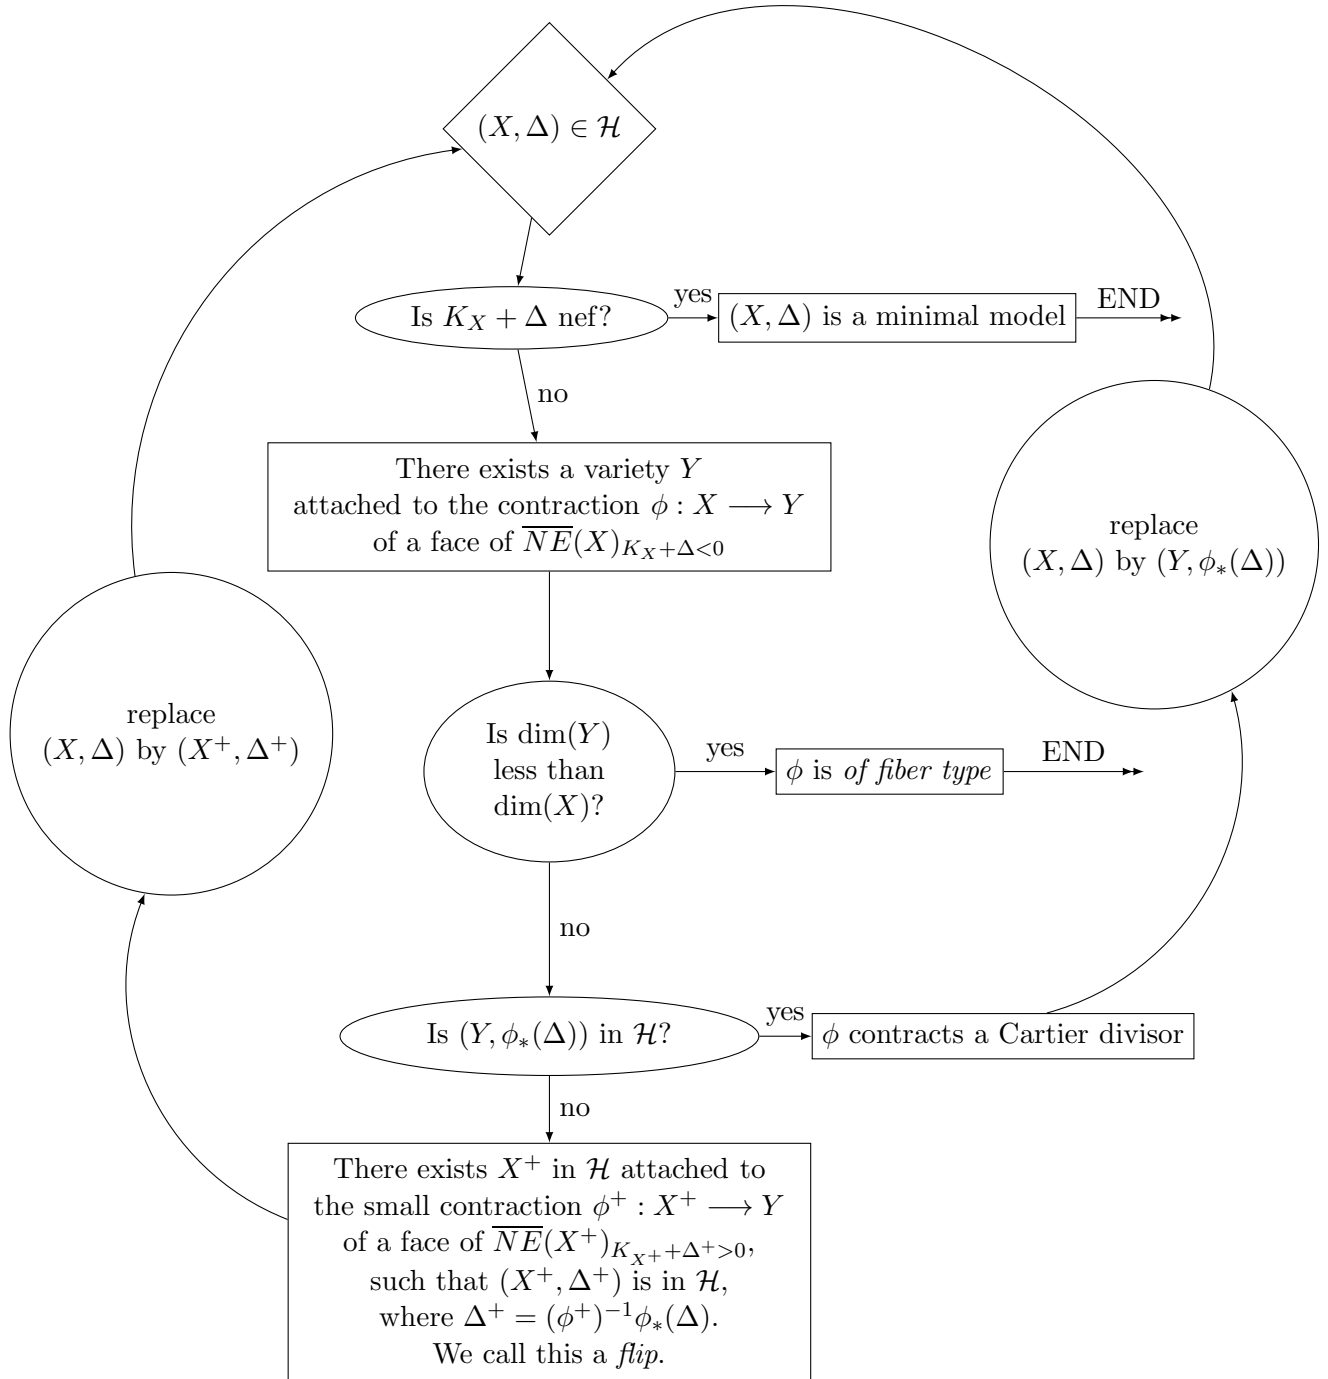 (X, Δ) ∈ ℋ
Is K_X + Δ nef?
yes
(X, Δ) is a minimal model
END
no
There exists a variety Y
attached to the contraction ϕ : X ⟶ Y
of a face of \overline{NE}(X)_{K_X+Δ<0}
replace
(X, Δ) by (Y, ϕ_*(Δ))
replace
(X, Δ) by (X^+, Δ^+)
Is dim(Y)
less than
dim(X)?
yes
ϕ is of fiber type
END
no
Is (Y, ϕ_*(Δ)) in ℋ?
yes
ϕ contracts a Cartier divisor
no
There exists X^+ in ℋ attached to
the small contraction ϕ^+ : X^+ ⟶ Y
of a face of \overline{NE}(X^+)_{K_{X^+}+Δ^+>0},
such that (X^+, Δ^+) is in ℋ,
where Δ^+ = (ϕ^+)^{-1}ϕ_*(Δ).
We call this a flip.